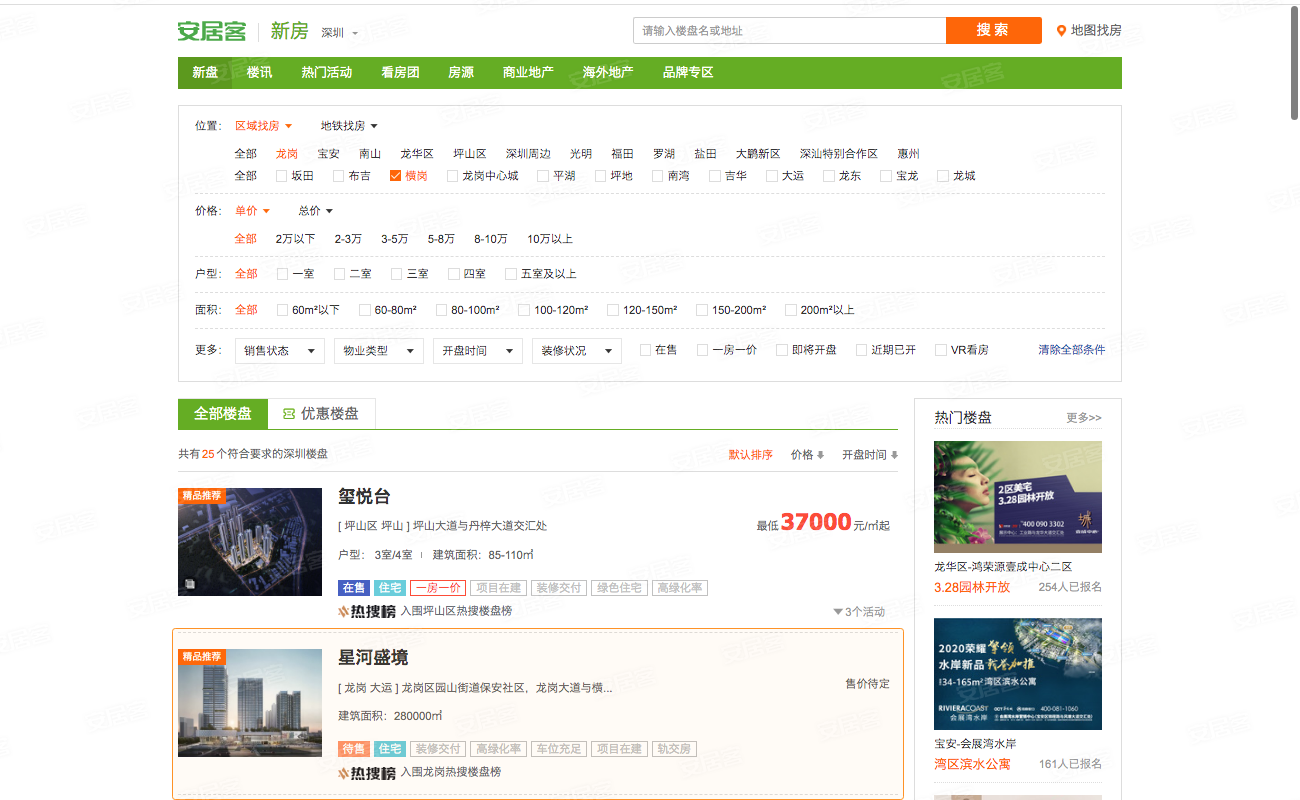 安居客 新房 深圳
请输入楼盘名或地址 搜 索 地图找房
新盘 楼讯 热门活动 看房团 房源 商业地产 海外地产 品牌专区
位置： 区域找房 地铁找房
全部 龙岗 宝安 南山 龙华区 坪山区 深圳周边 光明 福田 罗湖 盐田 大鹏新区 深汕特别合作区 惠州
全部 坂田 布吉 横岗 龙岗中心城 平湖 坪地 南湾 吉华 大运 龙东 宝龙 龙城
价格： 单价 总价
全部 2万以下 2-3万 3-5万 5-8万 8-10万 10万以上
户型： 全部 一室 二室 三室 四室 五室及以上
面积： 全部 60m²以下 60-80m² 80-100m² 100-120m² 120-150m² 150-200m² 200m²以上
更多： 销售状态 物业类型 开盘时间 装修状况 在售 一房一价 即将开盘 近期已开 VR看房 清除全部条件
全部楼盘 优惠楼盘
共有25个符合要求的深圳楼盘 默认排序 价格 开盘时间
精品推荐
玺悦台
[ 坪山区 坪山 ] 坪山大道与丹梓大道交汇处
最低37000元/㎡起
户型： 3室/4室 建筑面积：85-110㎡
在售 住宅 一房一价 项目在建 装修交付 绿色住宅 高绿化率
热搜榜 入围坪山区热搜楼盘榜 3个活动
精品推荐
星河盛境
[ 龙岗 大运 ] 龙岗区园山街道保安社区，龙岗大道与横...
售价待定
建筑面积：280000㎡
待售 住宅 装修交付 高绿化率 车位充足 项目在建 轨交房
热搜榜 入围龙岗热搜楼盘榜
热门楼盘 更多>>
2区美宅
3.28园林开放
400 090 3302
龙华区-鸿荣源壹成中心二区
3.28园林开放 254人已报名
2020荣耀擎领
水岸新品
134-165m²湾区滨水公寓
RIVIERACOAST
会展湾水岸
400-081-1060
宝安-会展湾水岸
湾区滨水公寓 161人已报名